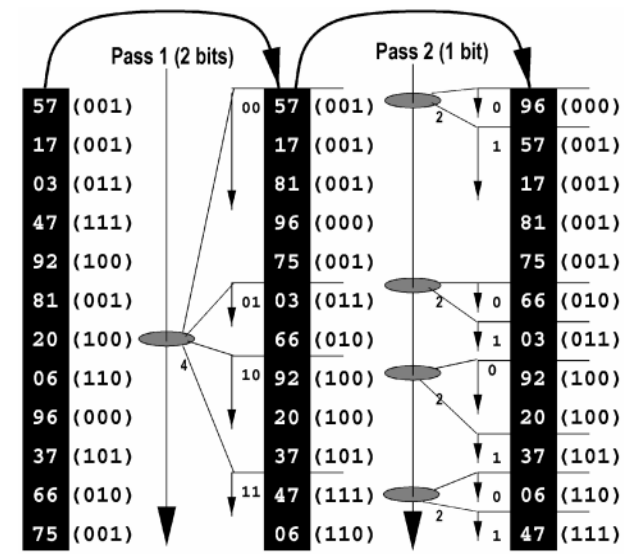 Pass 1 (2 bits) Pass 2 (1 bit)
57 (001) 00 57 (001) 2 0 96 (000)
17 (001) 17 (001) 1 57 (001)
03 (011) 81 (001) 17 (001)
47 (111) 96 (000) 81 (001)
92 (100) 75 (001) 75 (001)
81 (001) 01 03 (011) 2 0 66 (010)
20 (100) 4 66 (010) 1 03 (011)
06 (110) 10 92 (100) 2 0 92 (100)
96 (000) 20 (100) 20 (100)
37 (101) 37 (101) 1 37 (101)
66 (010) 11 47 (111) 2 0 06 (110)
75 (001) 06 (110) 1 47 (111)